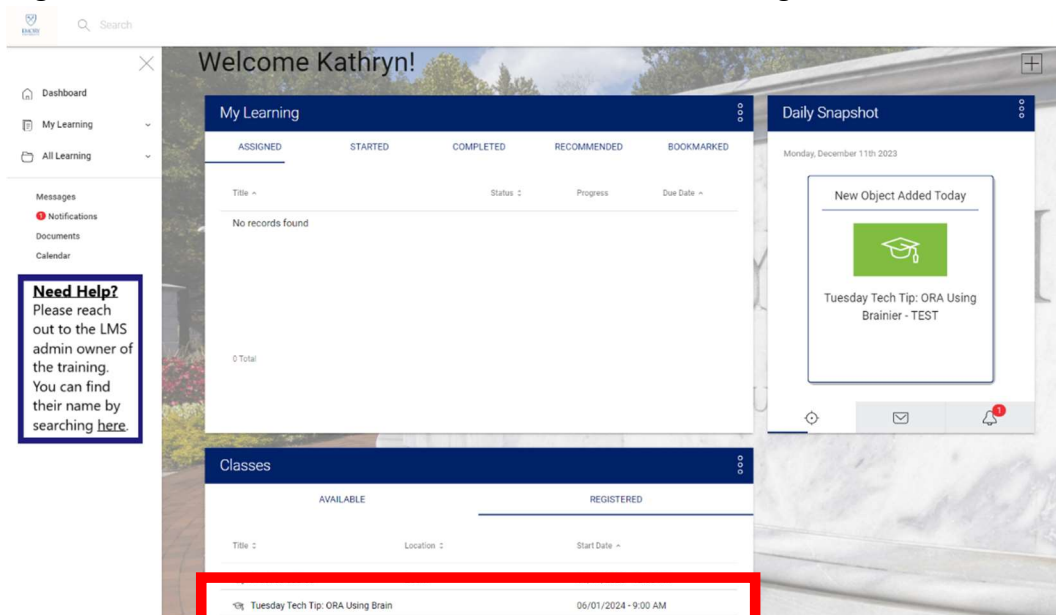 EMORY
Search
Welcome Kathryn!
Dashboard
My Learning
All Learning
Messages
1 Notifications
Documents
Calendar
Need Help?
Please reach
out to the LMS
admin owner of
the training.
You can find
their name by
searching here.
My Learning
ASSIGNED STARTED COMPLETED RECOMMENDED BOOKMARKED
Title Status Progress Due Date
No records found
0 Total
Daily Snapshot
Monday, December 11th 2023
New Object Added Today
Tuesday Tech Tip: ORA Using
Brainier - TEST
1
Classes
AVAILABLE REGISTERED
Title Location Start Date
Tuesday Tech Tip: ORA Using Brain 06/01/2024 - 9:00 AM